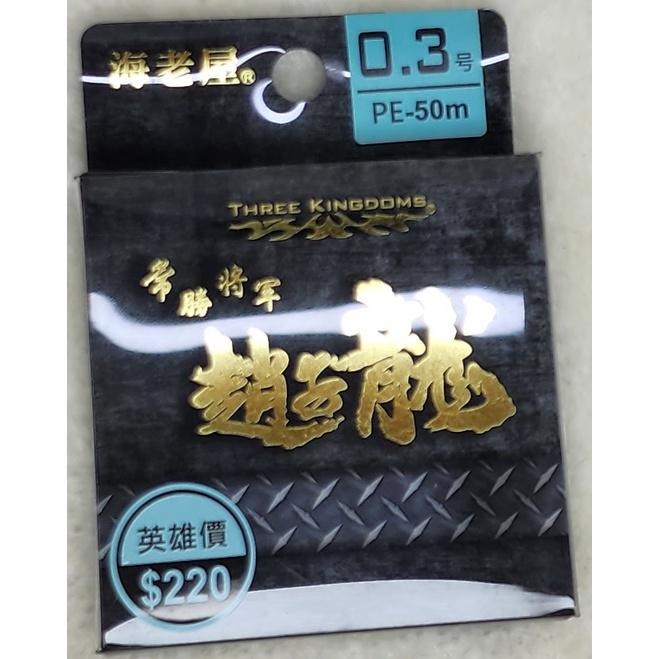 海老屋®
0.3号
PE-50m
THREE KINGDOMS®
常勝將軍
趙子龍
英雄價
$220